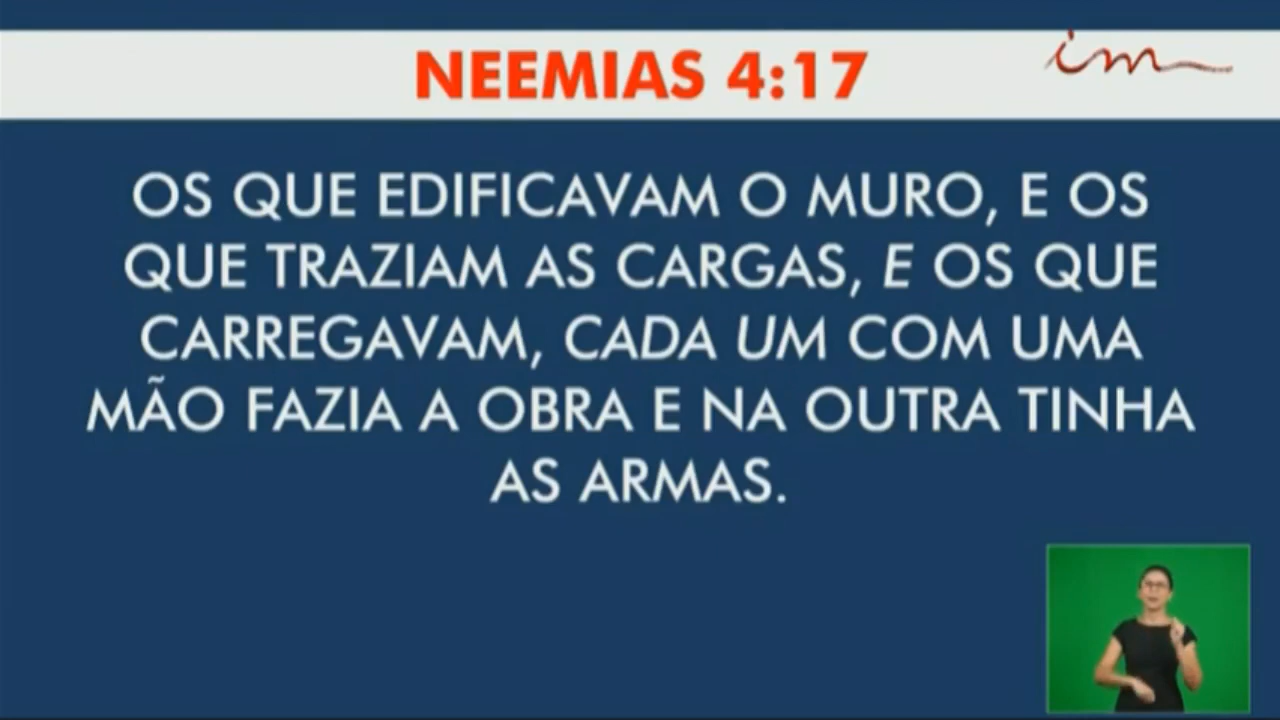 NEEMIAS 4:17
im
OS QUE EDIFICAVAM O MURO, E OS
QUE TRAZIAM AS CARGAS, E OS QUE
CARREGAVAM, CADA UM COM UMA
MÃO FAZIA A OBRA E NA OUTRA TINHA
AS ARMAS.